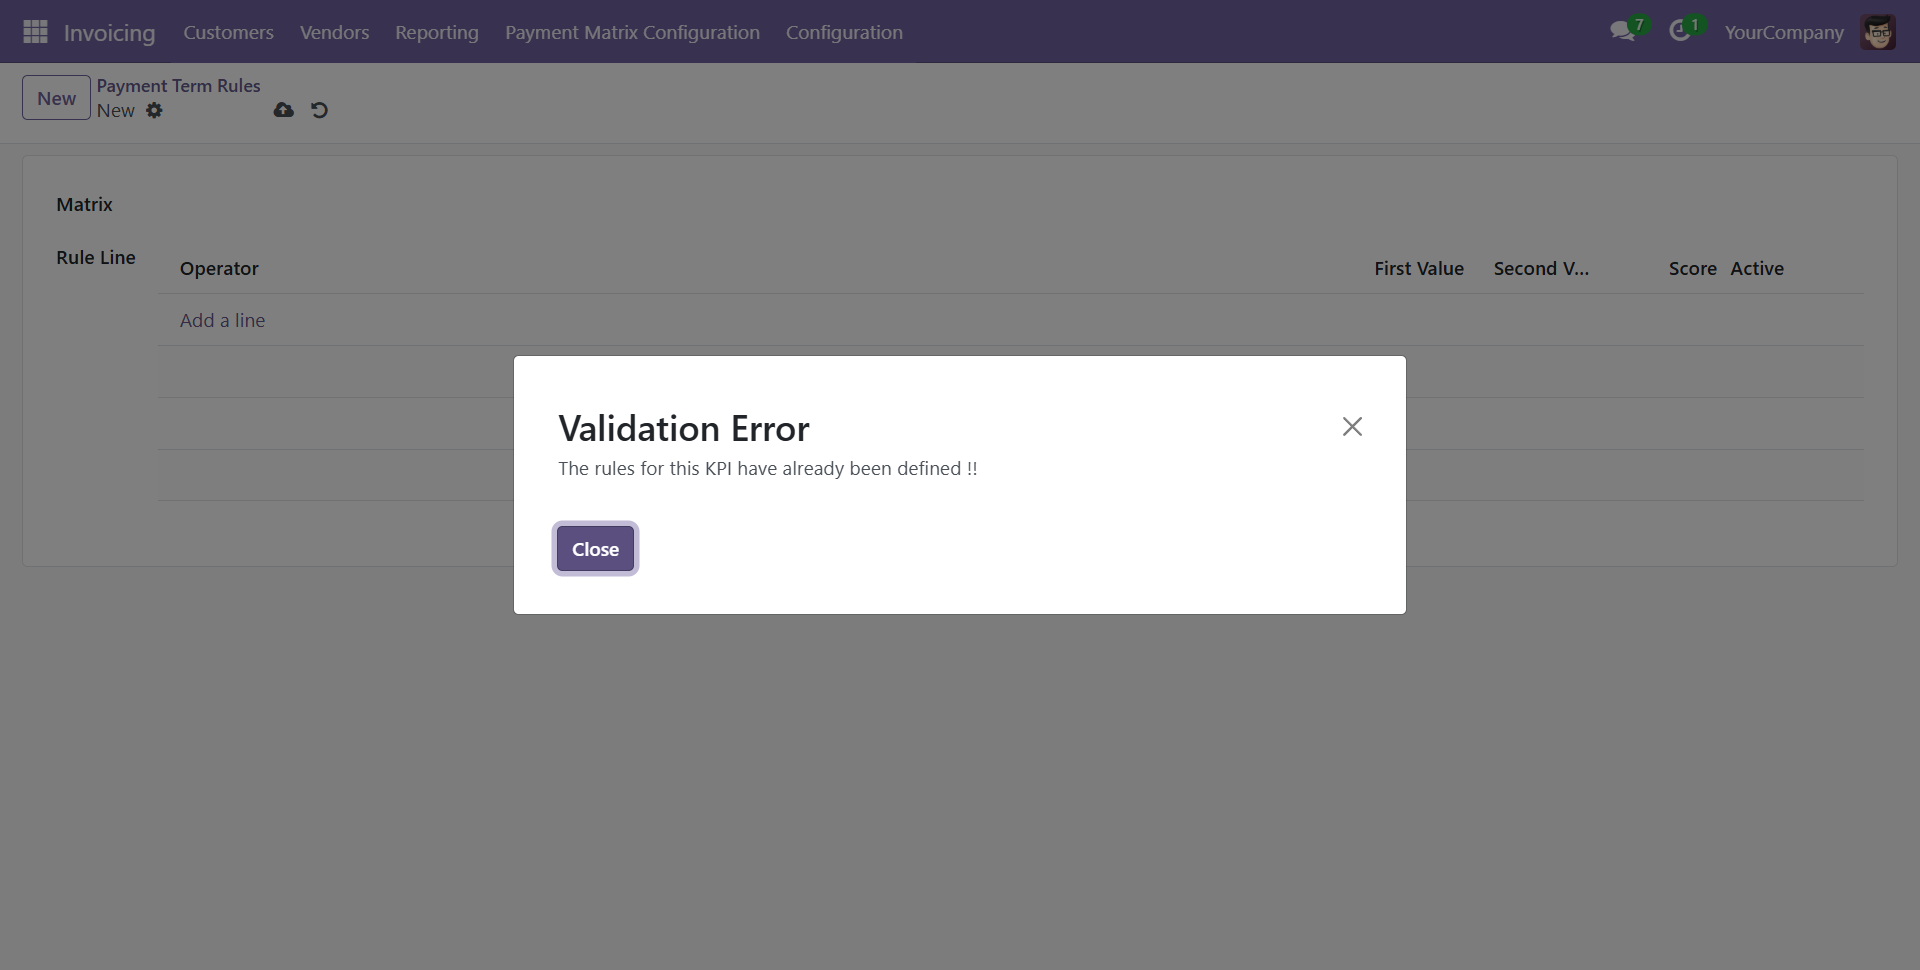 Invoicing Customers Vendors Reporting Payment Matrix Configuration Configuration 7 1 YourCompany
New Payment Term Rules
New
Matrix
Rule Line
Operator First Value Second V... Score Active
Add a line
Validation Error
The rules for this KPI have already been defined !!
Close